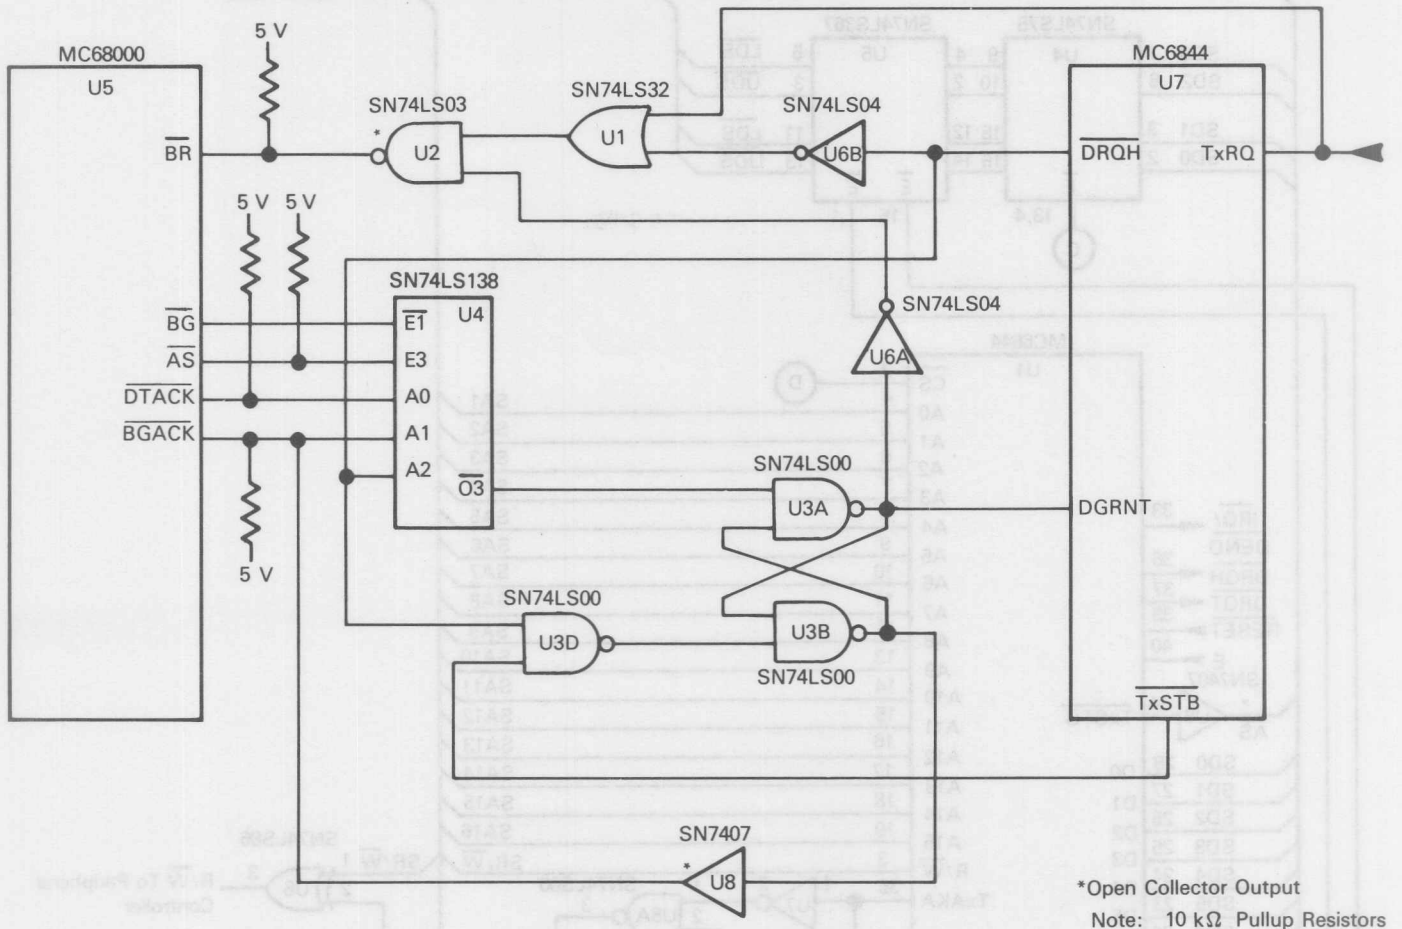 5 V
MC68000
MC6844
U5
U7
SN74LS32
SN74LS03
SN74LS04
*
U1
U2
U6B
BR
DRQH
TxRQ
5 V
5 V
SN74LS138
U4
SN74LS04
BG
E1
AS
E3
U6A
DTACK
A0
BGACK
A1
A2
SN74LS00
O3
U3A
DGRNT
5 V
SN74LS00
U3D
U3B
SN74LS00
TxSTB
SN7407
*
U8
*Open Collector Output
Note: 10 kΩ Pullup Resistors